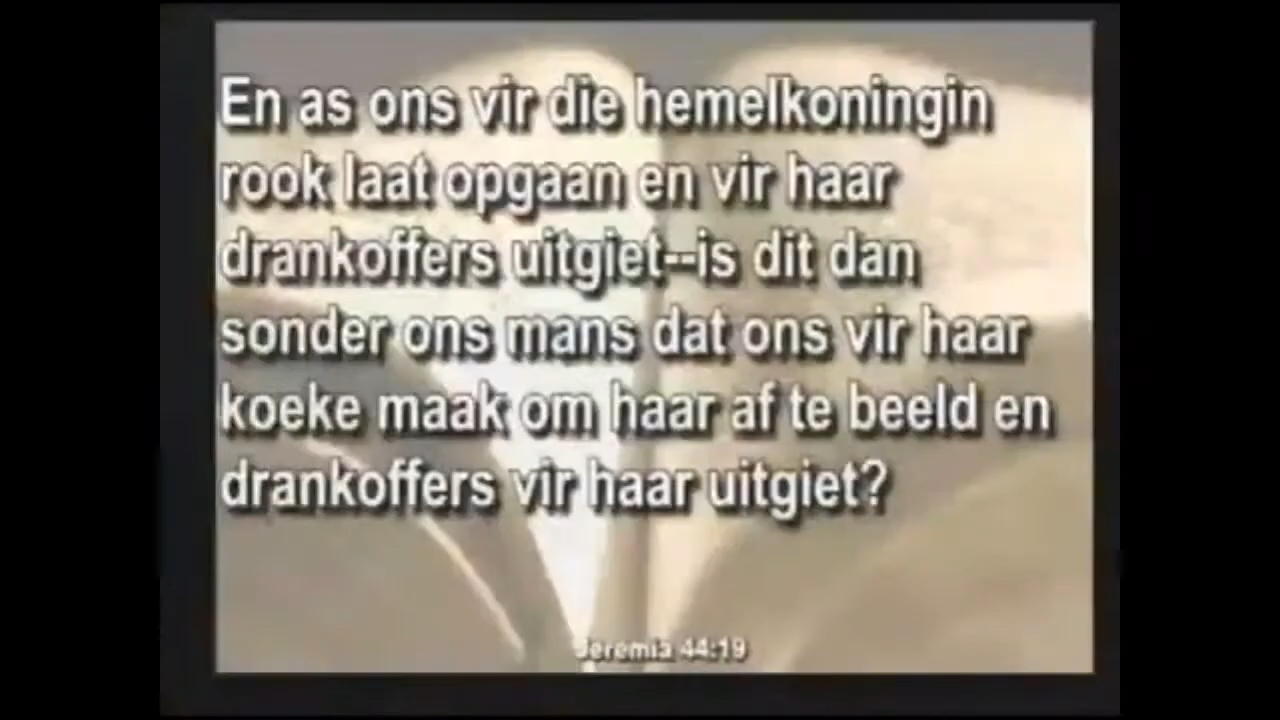 En as ons vir die hemelkoningin
rook laat opgaan en vir haar
drankoffers uitgiet--is dit dan
sonder ons mans dat ons vir haar
koeke maak om haar af te beeld en
drankoffers vir haar uitgiet?
Jeremia 44:19